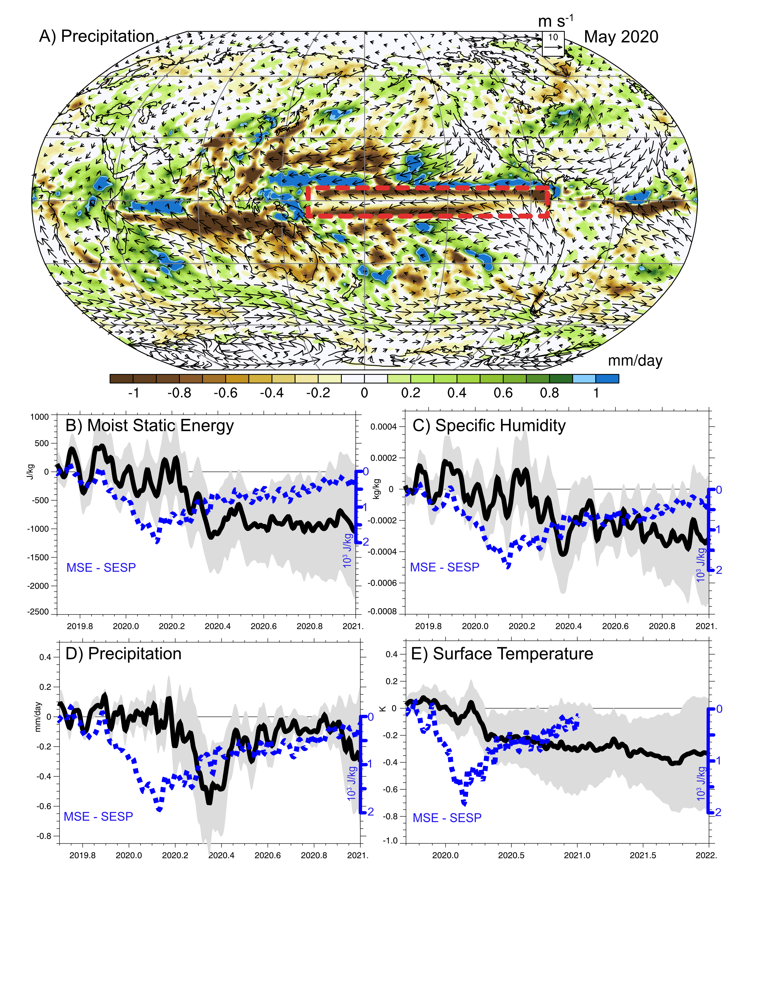 m s-1
A) Precipitation
10
May 2020
mm/day
-1 -0.8 -0.6 -0.4 -0.2 0 0.2 0.4 0.6 0.8 1
B) Moist Static Energy
1000
500
0
-500
-1000
-1500
-2000
-2500
J/kg
MSE - SESP
0
1
2
103 J/kg
2019.8 2020.0 2020.2 2020.4 2020.6 2020.8 2021.
C) Specific Humidity
0.0004
0.0002
0
-0.0002
-0.0004
-0.0006
-0.0008
kg/kg
MSE - SESP
0
1
2
103 J/kg
2019.8 2020.0 2020.2 2020.4 2020.6 2020.8 2021.
D) Precipitation
0.4
0.2
0
-0.2
-0.4
-0.6
-0.8
mm/day
MSE - SESP
0
1
2
103 J/kg
2019.8 2020.0 2020.2 2020.4 2020.6 2020.8 2021.
E) Surface Temperature
0.4
0.2
0
-0.2
-0.4
-0.6
-0.8
-1.0
K
MSE - SESP
0
1
2
103 J/kg
2020.0 2020.5 2021.0 2021.5 2022.